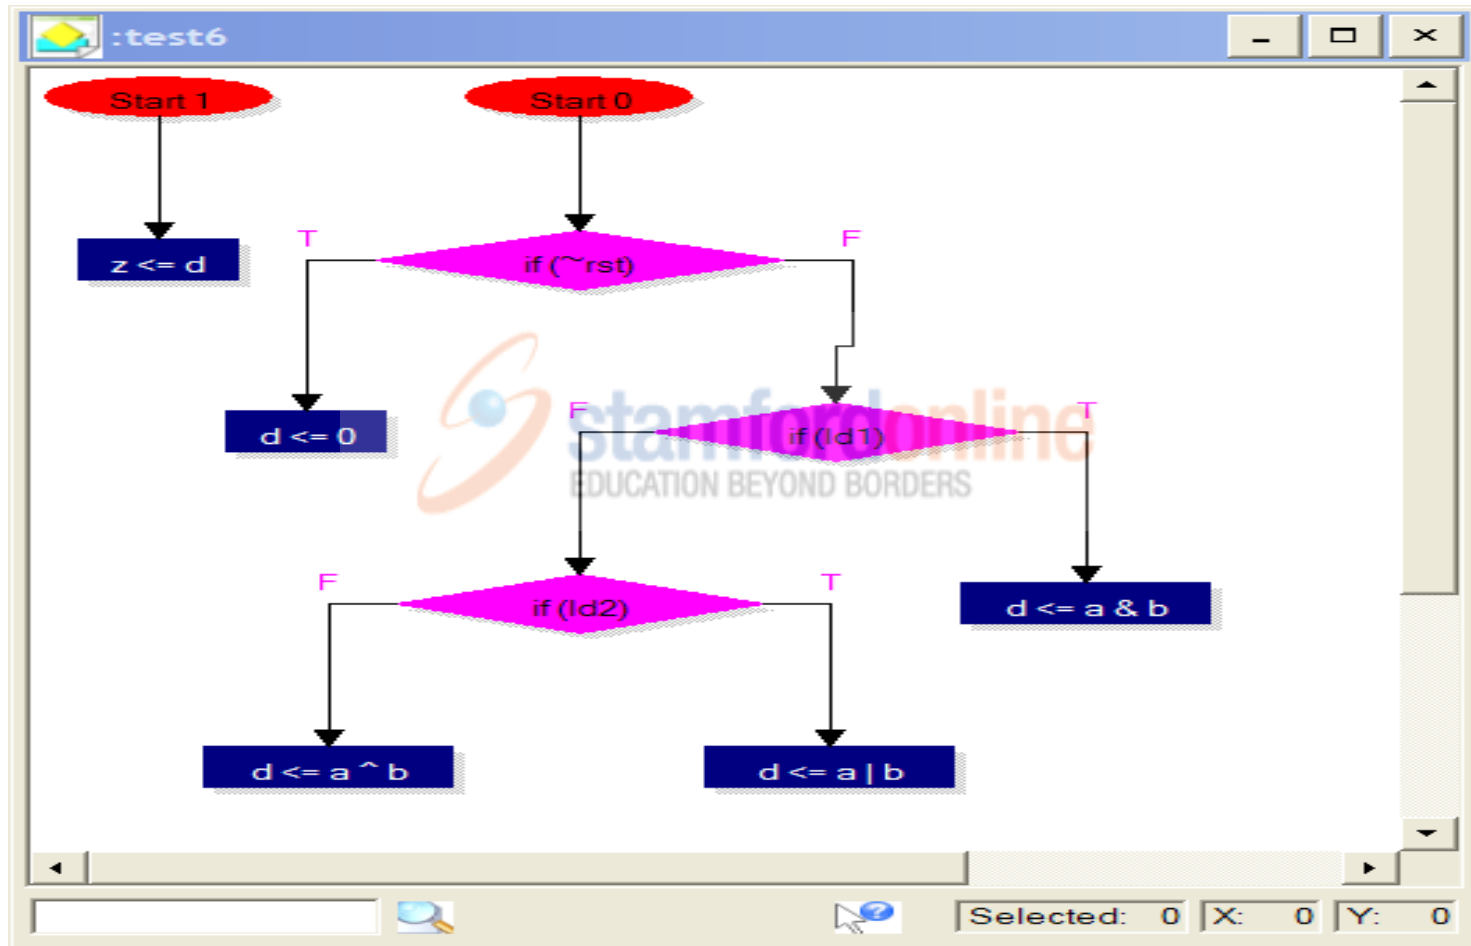 :test6
Start 1
Start 0
T
F
z <= d
if (~rst)
d <= 0
F
T
if (ld1)
stamfordonline
EDUCATION BEYOND BORDERS
F
T
if (ld2)
d <= a & b
d <= a ^ b
d <= a | b
Selected: 0 X: 0 Y: 0